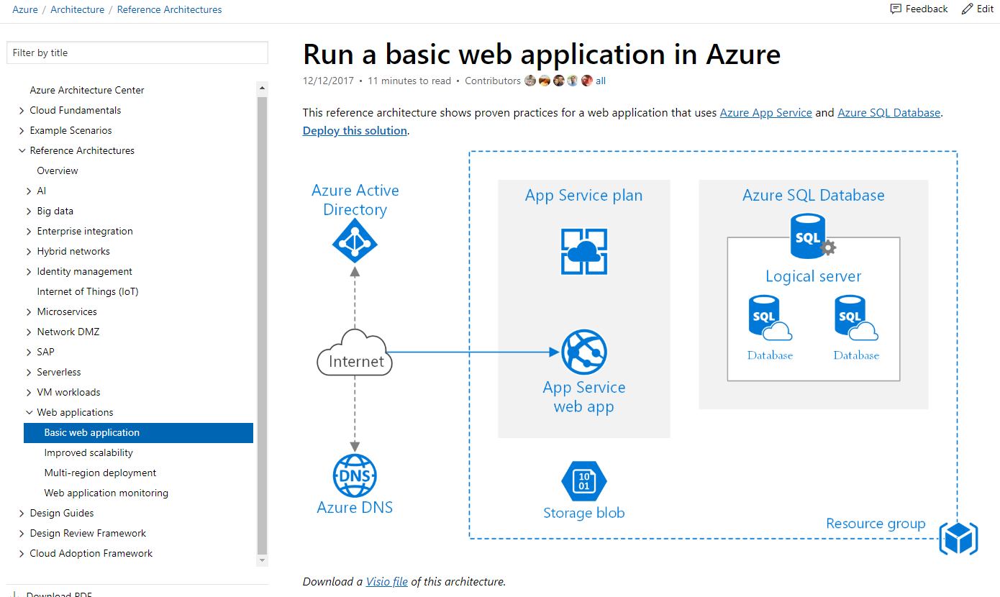 Azure / Architecture / Reference Architectures
Feedback
Edit
Filter by title
Azure Architecture Center
Cloud Fundamentals
Example Scenarios
Reference Architectures
Overview
AI
Big data
Enterprise integration
Hybrid networks
Identity management
Internet of Things (IoT)
Microservices
Network DMZ
SAP
Serverless
VM workloads
Web applications
Basic web application
Improved scalability
Multi-region deployment
Web application monitoring
Design Guides
Design Review Framework
Cloud Adoption Framework
Download PDF
Run a basic web application in Azure
12/12/2017 • 11 minutes to read • Contributors all
This reference architecture shows proven practices for a web application that uses Azure App Service and Azure SQL Database.
Deploy this solution.
Azure Active
Directory
Internet
DNS
Azure DNS
App Service plan
App Service
web app
10
01
Storage blob
Azure SQL Database
SQL
Logical server
SQL
Database
SQL
Database
Resource group
Download a Visio file of this architecture.